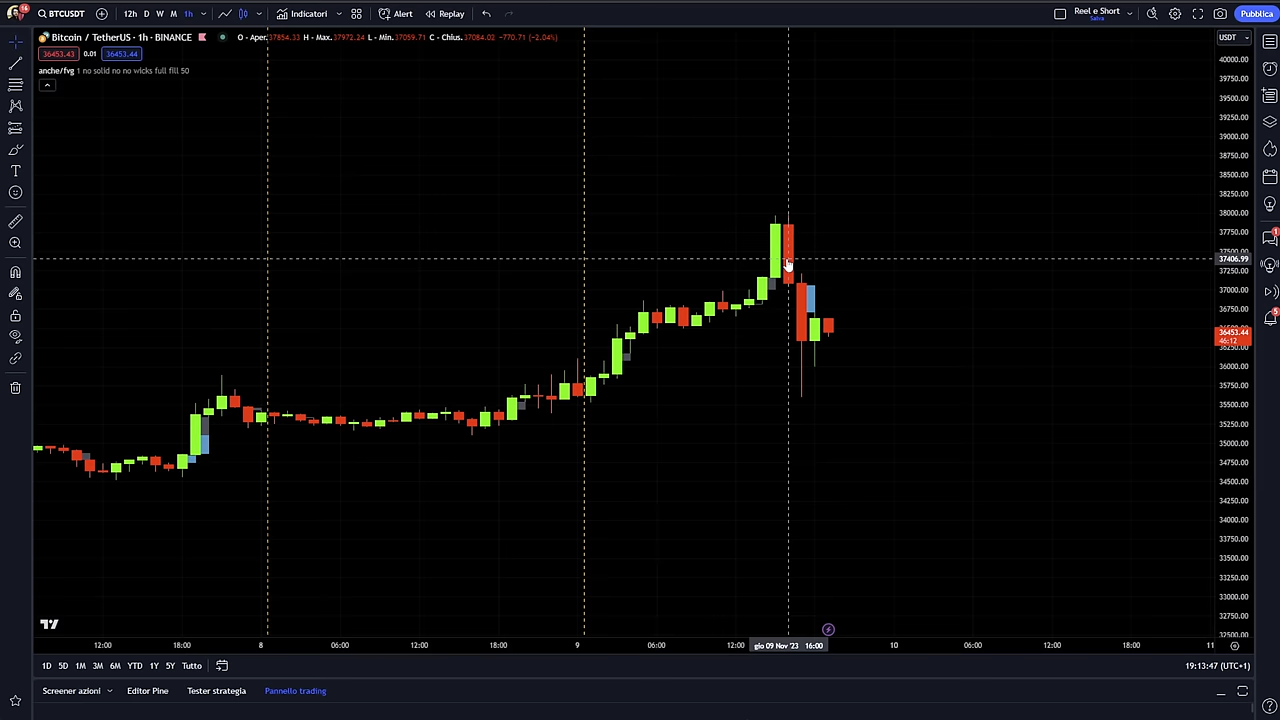 16
BTCUSDT
12h D W M 1h
Indicatori
Alert
Replay
Reel e Short
Salva
Pubblica
Bitcoin / TetherUS · 1h · BINANCE
O - Aper.37854.33 H - Max.37972.24 L - Min.37059.71 C - Chius.37084.03 -770.71 (-2.04%)
USDT
36453.43 0.01 36453.44
anche/fvg 1 no solid no no wicks full fill 50
40000.00
39750.00
39500.00
39250.00
39000.00
38750.00
38500.00
38250.00
38000.00
37750.00
37406.99
37250.00
37000.00
36750.00
36453.44
46:12
36000.00
35750.00
35500.00
35250.00
35000.00
34750.00
34500.00
34250.00
34000.00
33750.00
33500.00
33250.00
33000.00
32750.00
32500.00
1
5
12:00 18:00 8 06:00 12:00 18:00 9 06:00 12:00 gio 09 Nov '23 16:00 10 06:00 12:00 18:00 11
1D 5D 1M 3M 6M YTD 1Y 5Y Tutto
19:13:47 (UTC+1)
Screener azioni
Editor Pine
Tester strategia
Pannello trading